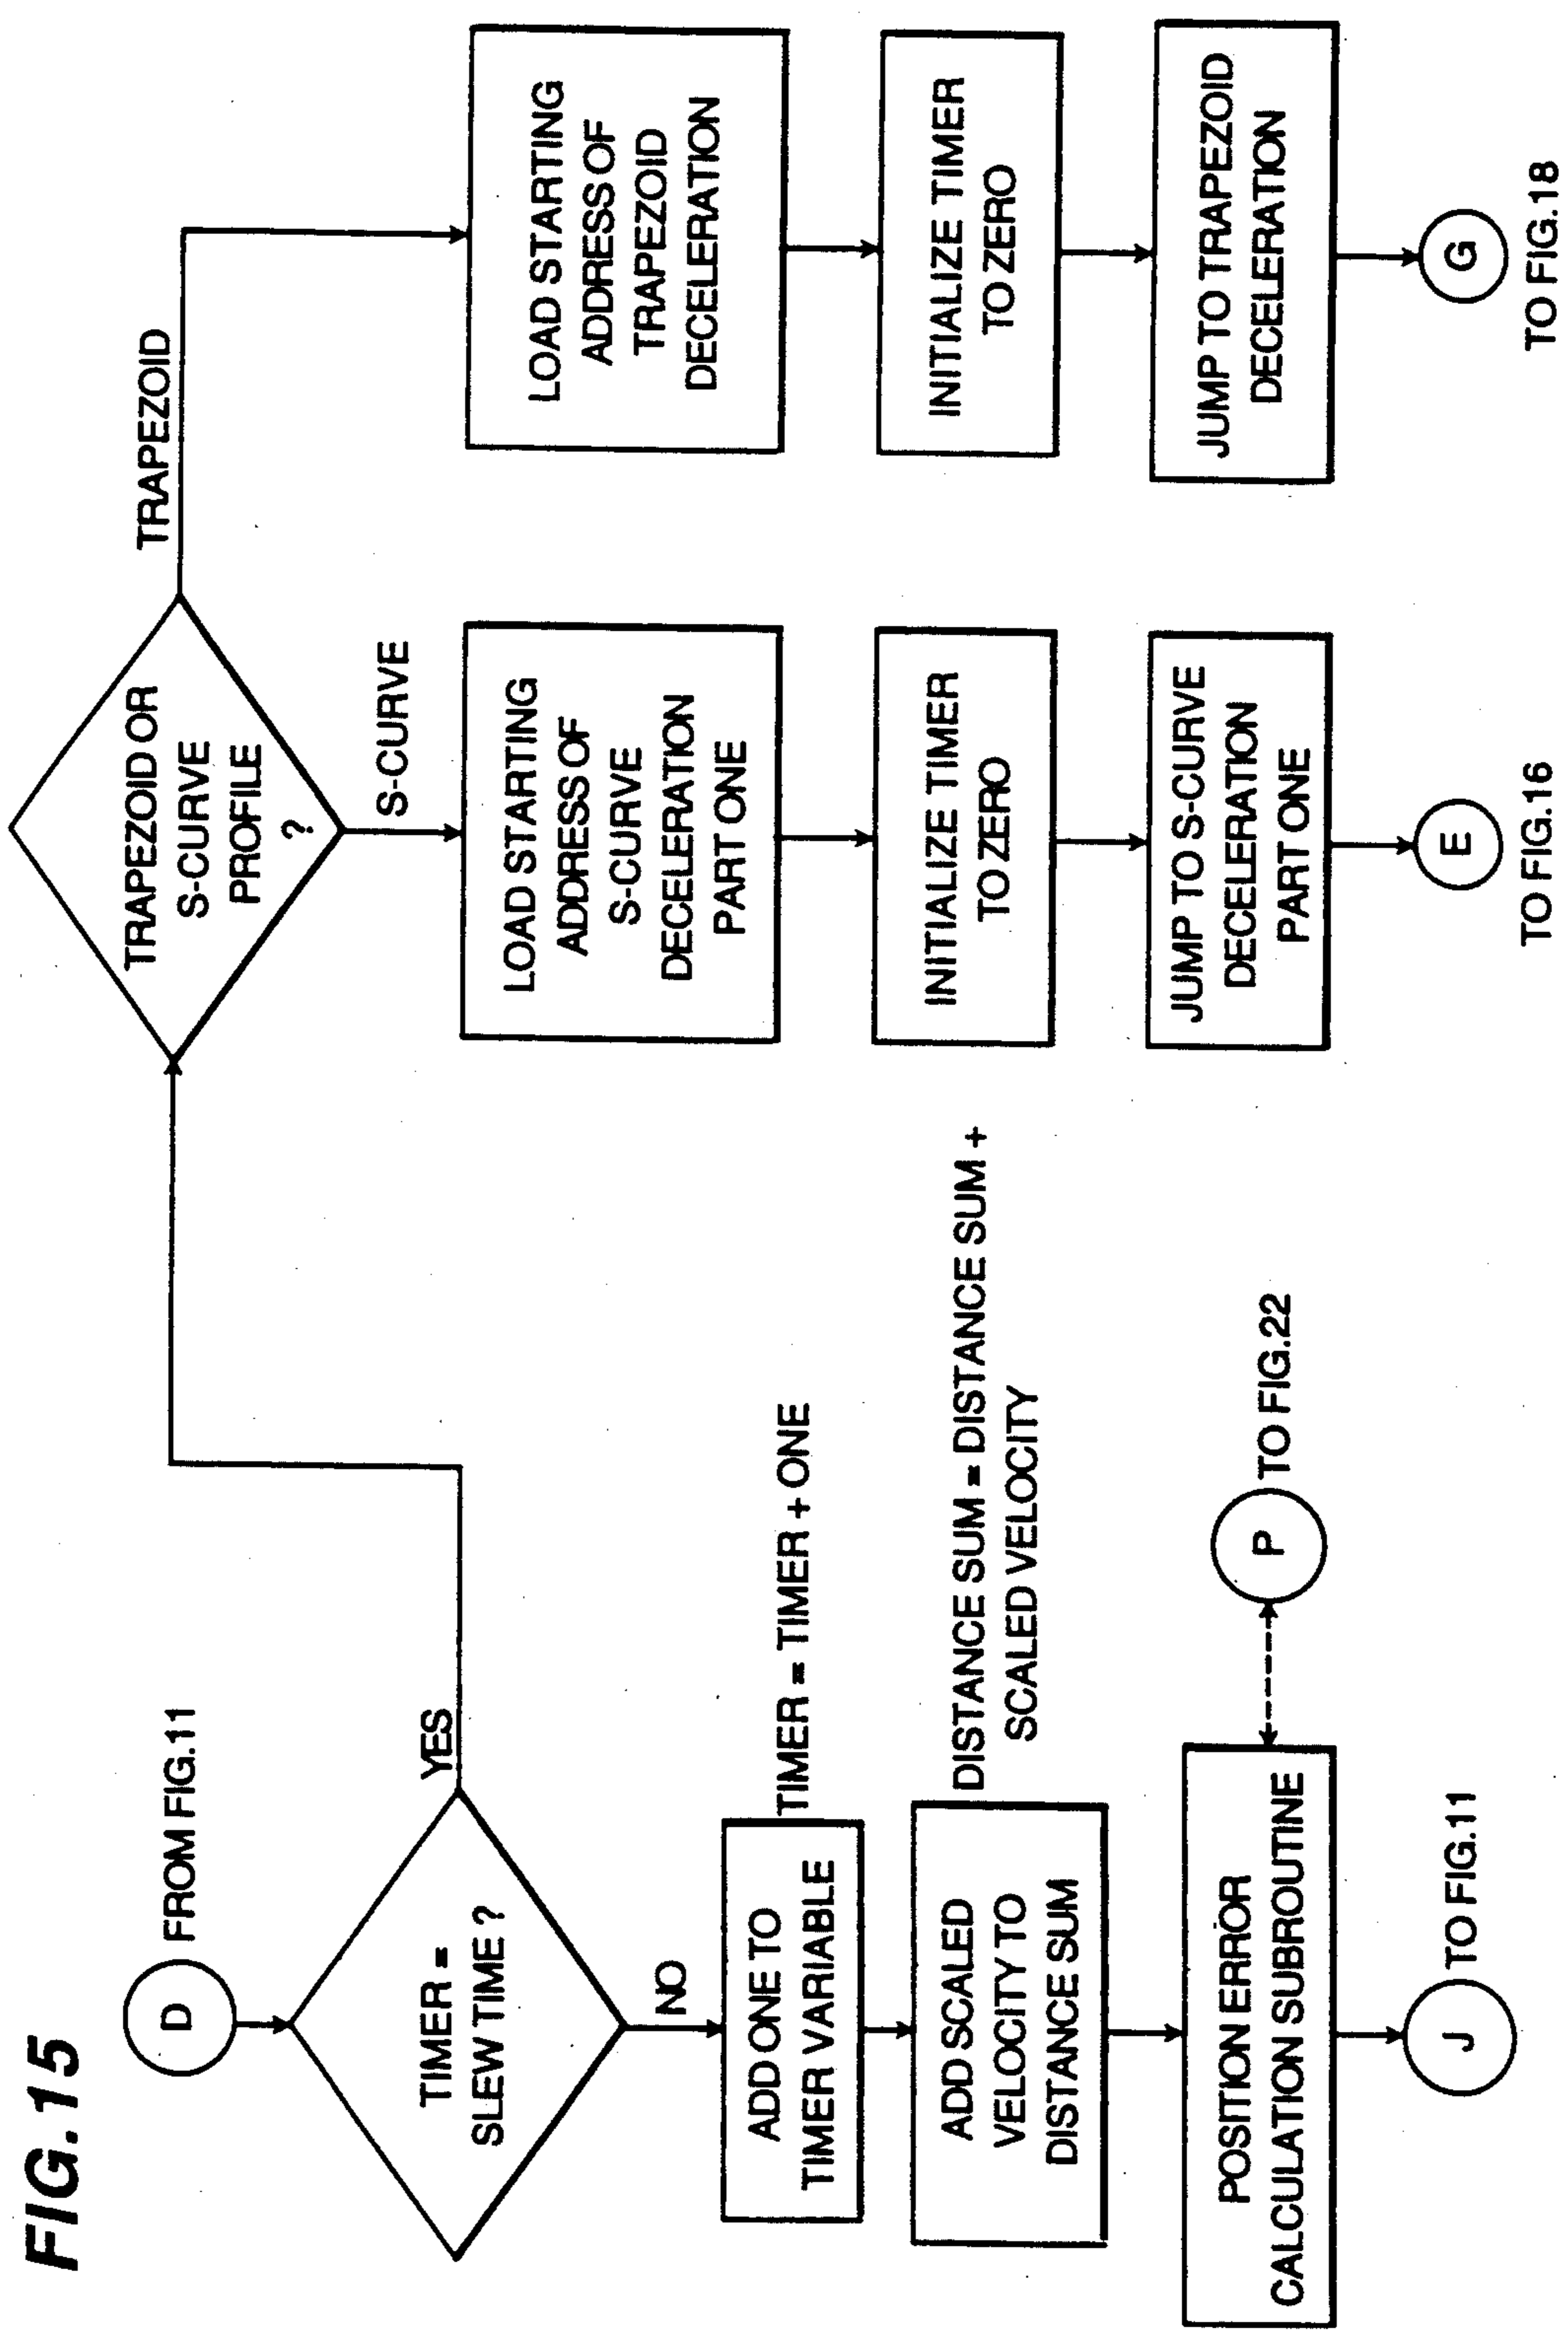 FIG.15
D
FROM FIG.11
TIMER =
SLEW TIME ?
YES
NO
ADD ONE TO
TIMER VARIABLE
TIMER = TIMER + ONE
ADD SCALED
VELOCITY TO
DISTANCE SUM
DISTANCE SUM = DISTANCE SUM +
SCALED VELOCITY
POSITION ERROR
CALCULATION SUBROUTINE
P
TO FIG.22
J
TO FIG.11
TRAPEZOID OR
S-CURVE
PROFILE
?
S-CURVE
LOAD STARTING
ADDRESS OF
S-CURVE
DECELERATION
PART ONE
INITIALIZE TIMER
TO ZERO
JUMP TO S-CURVE
DECELERATION
PART ONE
E
TO FIG.16
TRAPEZOID
LOAD STARTING
ADDRESS OF
TRAPEZOID
DECELERATION
INITIALIZE TIMER
TO ZERO
JUMP TO TRAPEZOID
DECELERATION
G
TO FIG.18